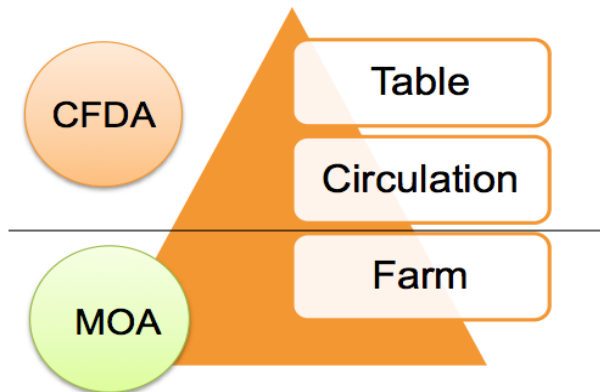 CFDA
Table
Circulation
MOA
Farm